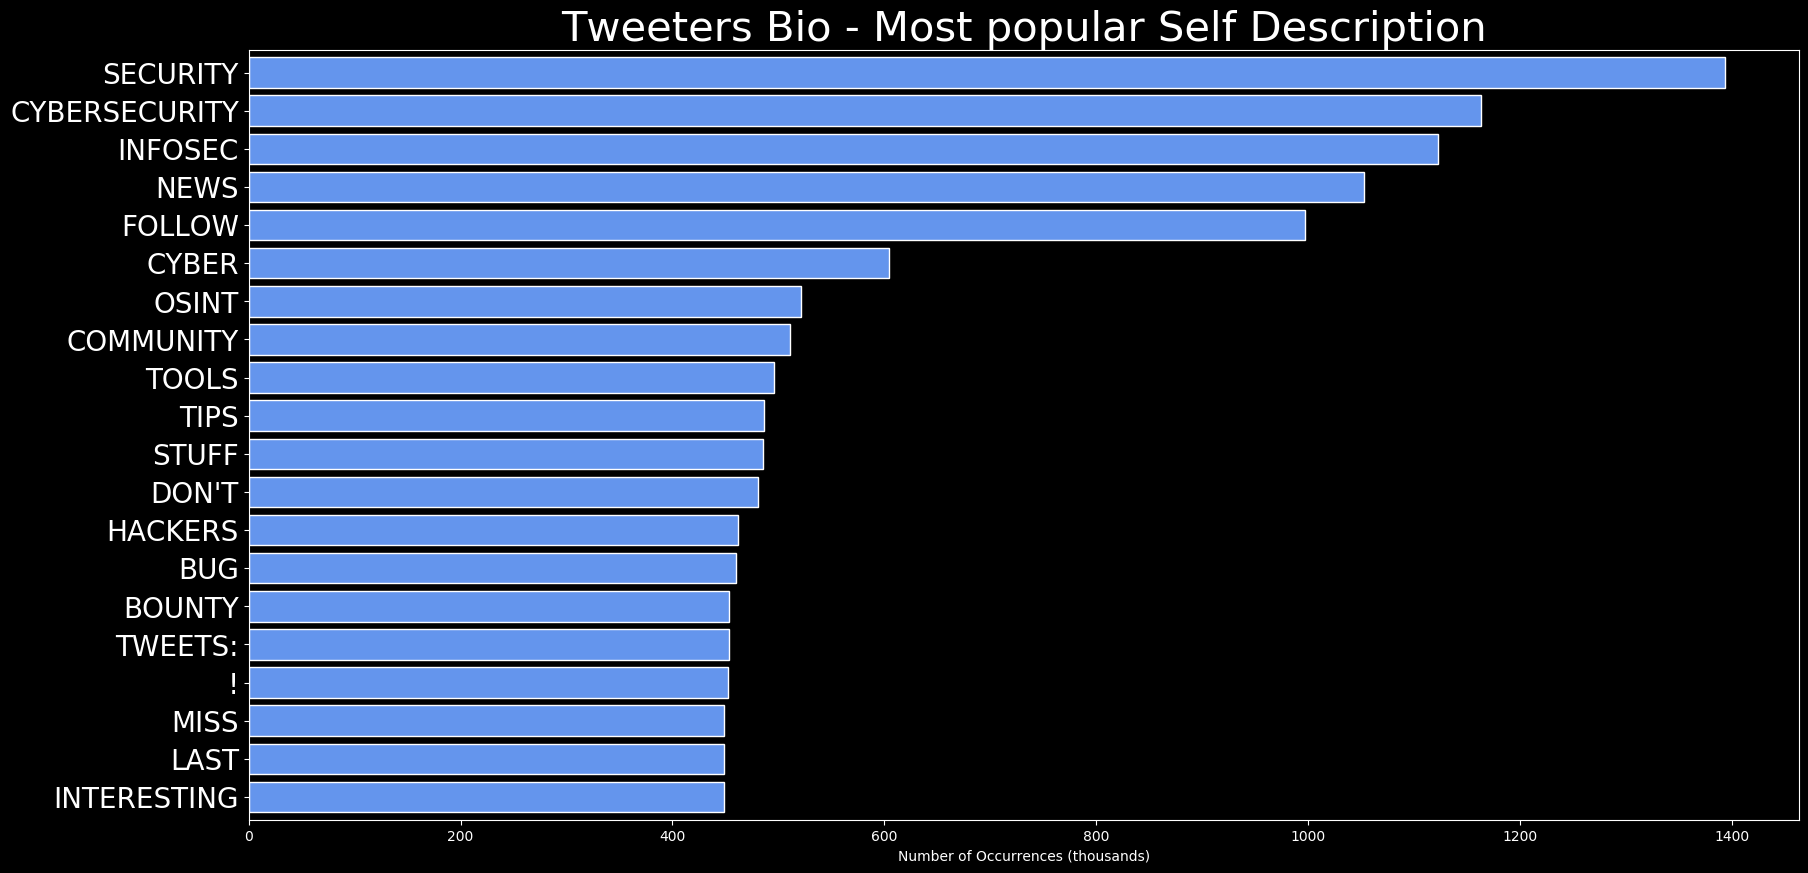 Tweeters Bio - Most popular Self Description
SECURITY
CYBERSECURITY
INFOSEC
NEWS
FOLLOW
CYBER
OSINT
COMMUNITY
TOOLS
TIPS
STUFF
DON'T
HACKERS
BUG
BOUNTY
TWEETS:
!
MISS
LAST
INTERESTING
0 200 400 600 800 1000 1200 1400
Number of Occurrences (thousands)